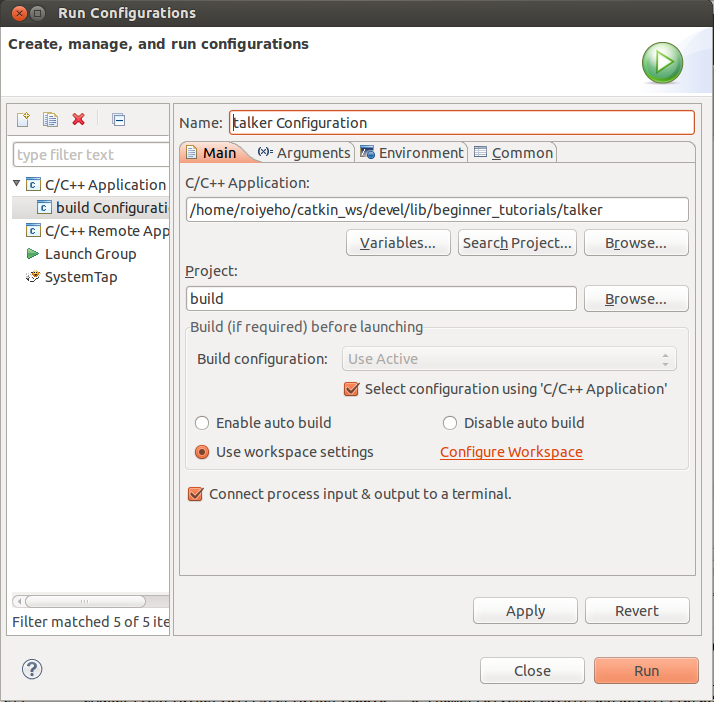 Run Configurations
Create, manage, and run configurations
type filter text
C/C++ Application
build Configurati
C/C++ Remote App
Launch Group
SystemTap
Filter matched 5 of 5 ite
Name: talker Configuration
Main (x)= Arguments Environment Common
C/C++ Application:
/home/roiyeho/catkin_ws/devel/lib/beginner_tutorials/talker
Variables... Search Project... Browse...
Project:
build Browse...
Build (if required) before launching
Build configuration: Use Active
Select configuration using 'C/C++ Application'
Enable auto build Disable auto build
Use workspace settings Configure Workspace
Connect process input & output to a terminal.
Apply Revert
? Close Run